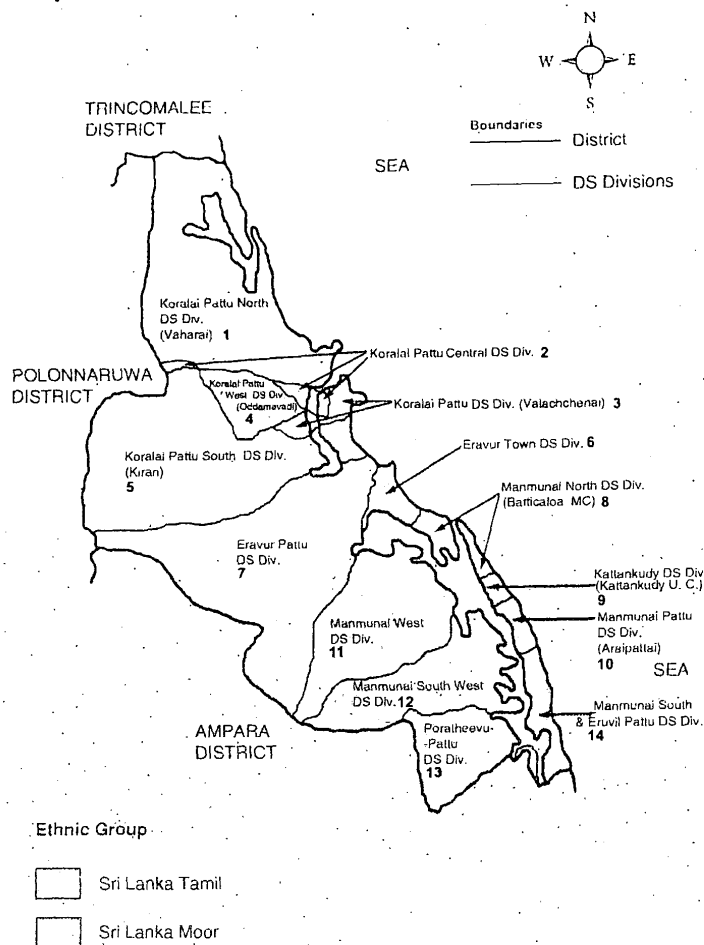 N
W E
S
TRINCOMALEE
DISTRICT
Boundaries
District
SEA
DS Divisions
Koralai Pattu North
DS Div.
(Vaharai) 1
Koralai Pattu Central DS Div. 2
POLONNARUWA
DISTRICT
Koralai Pattu
West DS Div
(Oddamavadi)
4
Koralai Pattu DS Div. (Valachchenai) 3
Koralai Pattu South DS Div.
(Kiran)
5
Eravur Town DS Div. 6
Manmunai North DS Div.
(Batticaloa MC) 8
Eravur Pattu
DS Div.
7
Kattankudy DS Div
(Kattankudy U. C.)
9
Manmunai Pattu
DS Div.
(Araipattai)
10
SEA
Manmunai West
DS Div.
11
Manmunai South West
DS Div. 12
Manmunai South
& Eruvil Pattu DS Div.
14
AMPARA
DISTRICT
Poratheevu-
-Pattu
DS Div.
13
Ethnic Group
Sri Lanka Tamil
Sri Lanka Moor